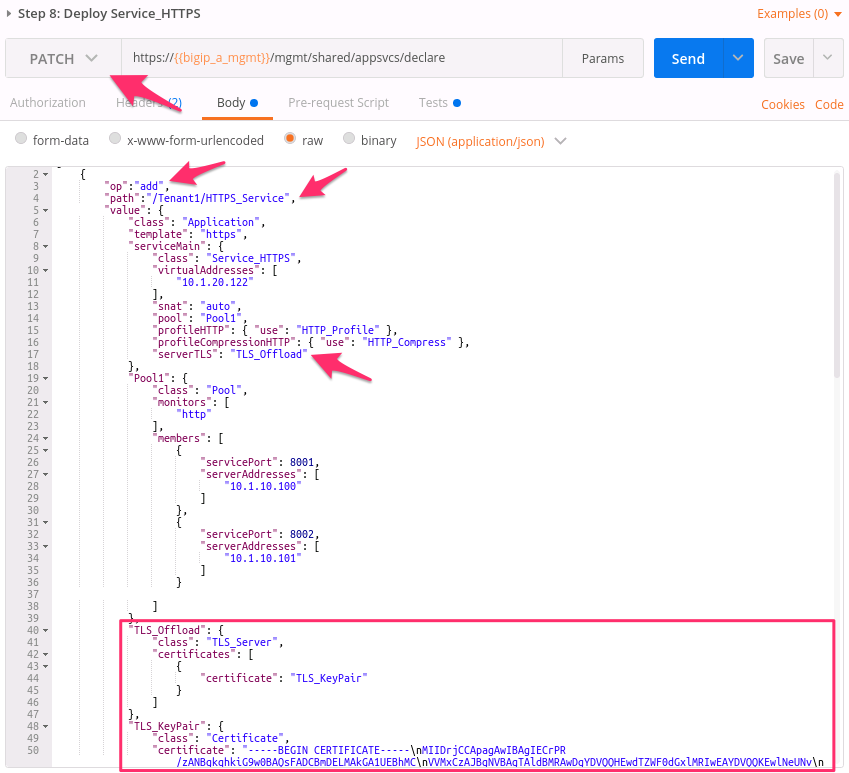 Step 8: Deploy Service_HTTPS Examples (0)
PATCH https://{{bigip_a_mgmt}}/mgmt/shared/appsvcs/declare Params Send Save
Authorization Headers (2) Body Pre-request Script Tests Cookies Code
form-data x-www-form-urlencoded raw binary JSON (application/json)
2 {
3 "op":"add",
4 "path":"/Tenant1/HTTPS_Service",
5 "value": {
6 "class": "Application",
7 "template": "https",
8 "serviceMain": {
9 "class": "Service_HTTPS",
10 "virtualAddresses": [
11 "10.1.20.122"
12 ],
13 "snat": "auto",
14 "pool": "Pool1",
15 "profileHTTP": { "use": "HTTP_Profile" },
16 "profileCompressionHTTP": { "use": "HTTP_Compress" },
17 "serverTLS": "TLS_Offload"
18 },
19 "Pool1": {
20 "class": "Pool",
21 "monitors": [
22 "http"
23 ],
24 "members": [
25 {
26 "servicePort": 8001,
27 "serverAddresses": [
28 "10.1.10.100"
29 ]
30 },
31 {
32 "servicePort": 8002,
33 "serverAddresses": [
34 "10.1.10.101"
35 ]
36 }
37
38 ]
39 },
40 "TLS_Offload": {
41 "class": "TLS_Server",
42 "certificates": [
43 {
44 "certificate": "TLS_KeyPair"
45 }
46 ]
47 },
48 "TLS_KeyPair": {
49 "class": "Certificate",
50 "certificate": "-----BEGIN CERTIFICATE-----\nMIIDrjCCApagAwIBAgIECrPR